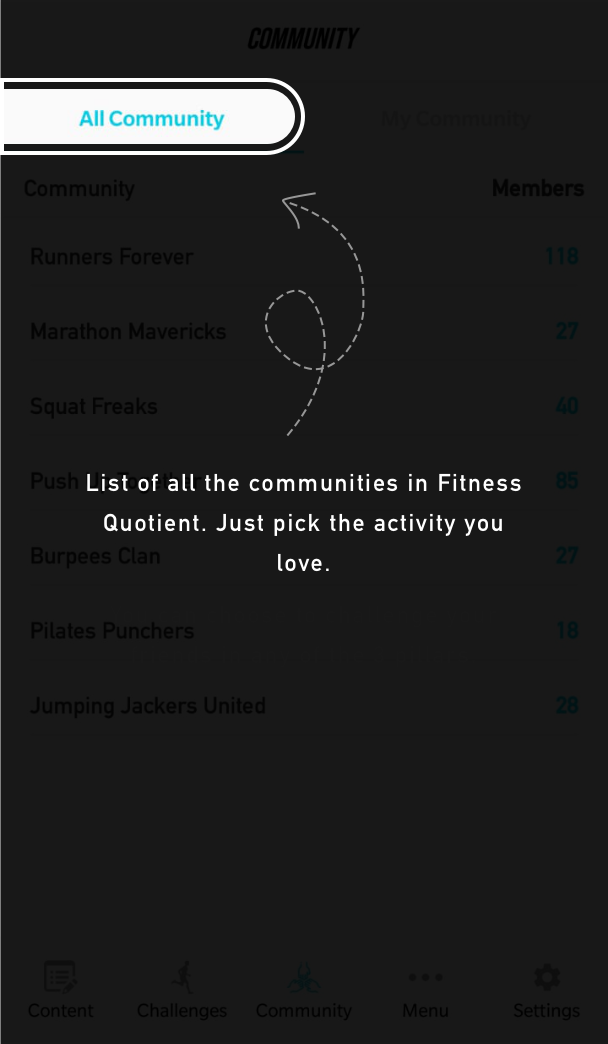 COMMUNITY
All Community
My Community
Community
Members
Runners Forever
118
Marathon Mavericks
27
Squat Freaks
40
Push
85
List of all the communities in Fitness
Quotient. Just pick the activity you
love.
Burpees Clan
27
Pilates Punchers
18
Jumping Jackers United
28
Content
Challenges
Community
Menu
Settings